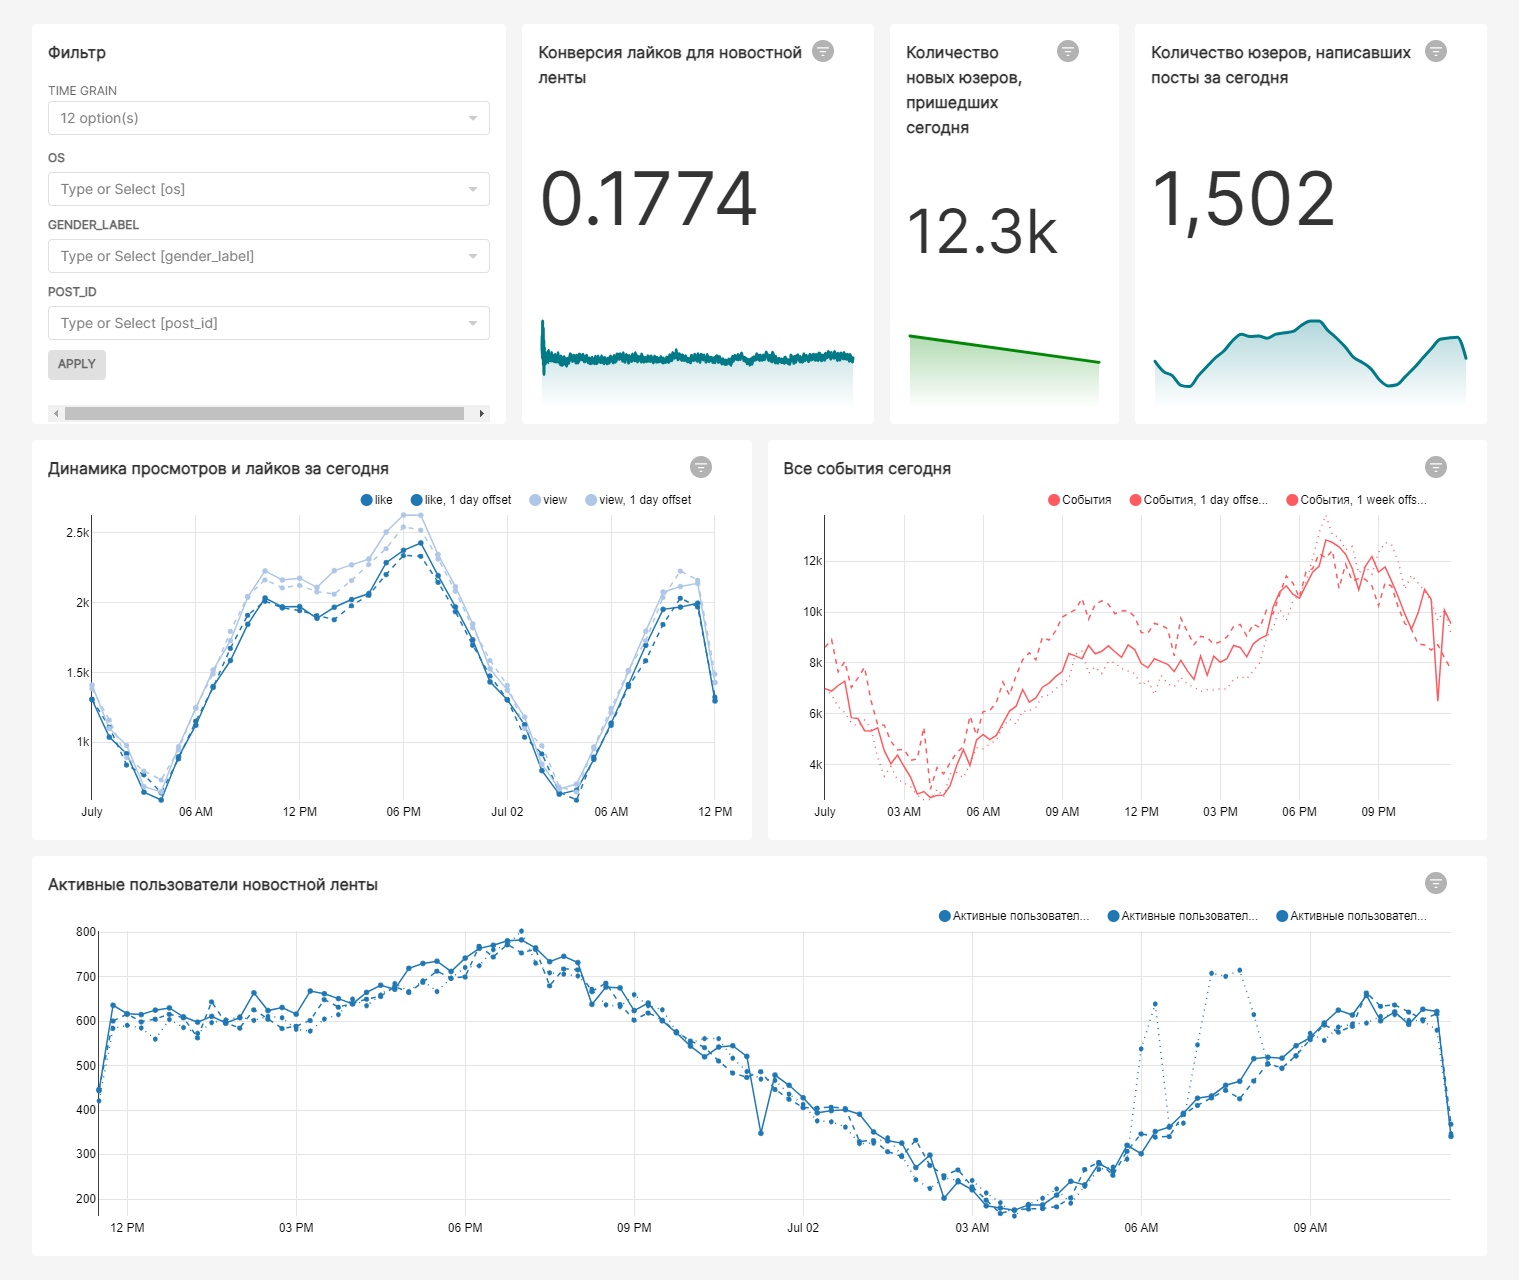 Фильтр
TIME GRAIN
12 option(s)
OS
Type or Select [os]
GENDER_LABEL
Type or Select [gender_label]
POST_ID
Type or Select [post_id]
APPLY
Конверсия лайков для новостной
ленты
0.1774
Количество
новых юзеров,
пришедших
сегодня
12.3k
Количество юзеров, написавших
посты за сегодня
1,502
Динамика просмотров и лайков за сегодня
like like, 1 day offset view view, 1 day offset
2.5k
2k
1.5k
1k
July 06 AM 12 PM 06 PM Jul 02 06 AM 12 PM
Все события сегодня
События События, 1 day offse... События, 1 week offs...
12k
10k
8k
6k
4k
July 03 AM 06 AM 09 AM 12 PM 03 PM 06 PM 09 PM
Активные пользователи новостной ленты
Активные пользовател... Активные пользовател... Активные пользовател...
800
700
600
500
400
300
200
12 PM 03 PM 06 PM 09 PM Jul 02 03 AM 06 AM 09 AM